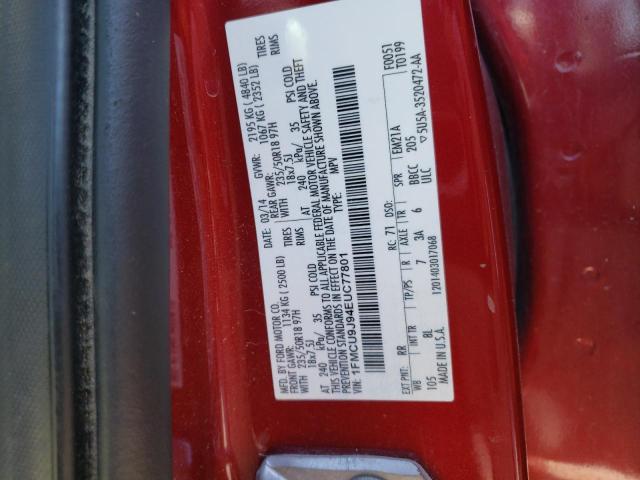 MFD. BY FORD MOTOR CO.
DATE: 03/14
GVWR: 2195 KG ( 4840 LB)
FRONT GAWR: 1134 KG ( 2500 LB)
REAR GAWR: 1067 KG ( 2352 LB)
WITH 235/50R18 97H TIRES
WITH 235/50R18 97H TIRES
18x7.5J RIMS
18x7.5J RIMS
AT 240 kPa/ 35 PSI COLD
AT 240 kPa/ 35 PSI COLD
THIS VEHICLE CONFORMS TO ALL APPLICABLE FEDERAL MOTOR VEHICLE SAFETY AND THEFT
PREVENTION STANDARDS IN EFFECT ON THE DATE OF MANUFACTURE SHOWN ABOVE.
VIN: 1FMCU9J94EUC77801
TYPE: MPV
F0051
T0199
EXT PNT: RR RC: 71 DSO:
WB INT TR TP/PS R AXLE TR SPR EM21A
105 BL 7 3A 6 BBCC 205
ULC
MADE IN U.S.A. 1201403017068
▽5U5A-3520472-AA